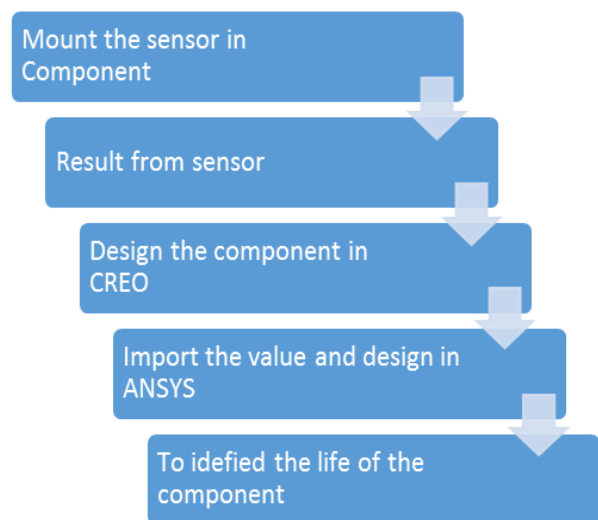 Mount the sensor in
Component
Result from sensor
Design the component in
CREO
Import the value and design in
ANSYS
To idefied the life of the
component